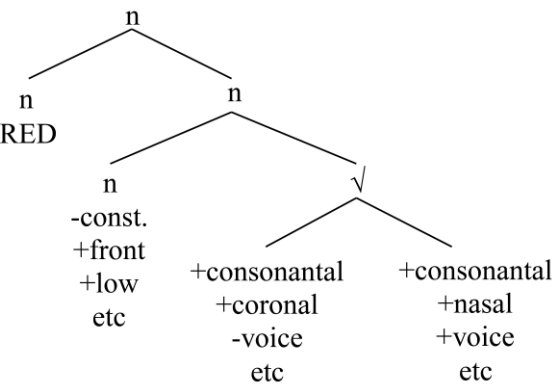 n
n
RED
n
n
-const.
+front
+low
etc
√
+consonantal
+coronal
-voice
etc
+consonantal
+nasal
+voice
etc